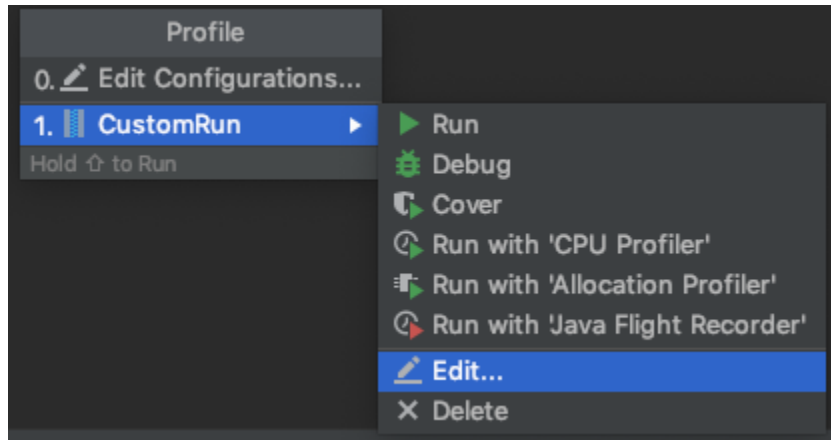 Profile
0. Edit Configurations...
1. CustomRun
Hold ⇧ to Run
Run
Debug
Cover
Run with 'CPU Profiler'
Run with 'Allocation Profiler'
Run with 'Java Flight Recorder'
Edit...
Delete